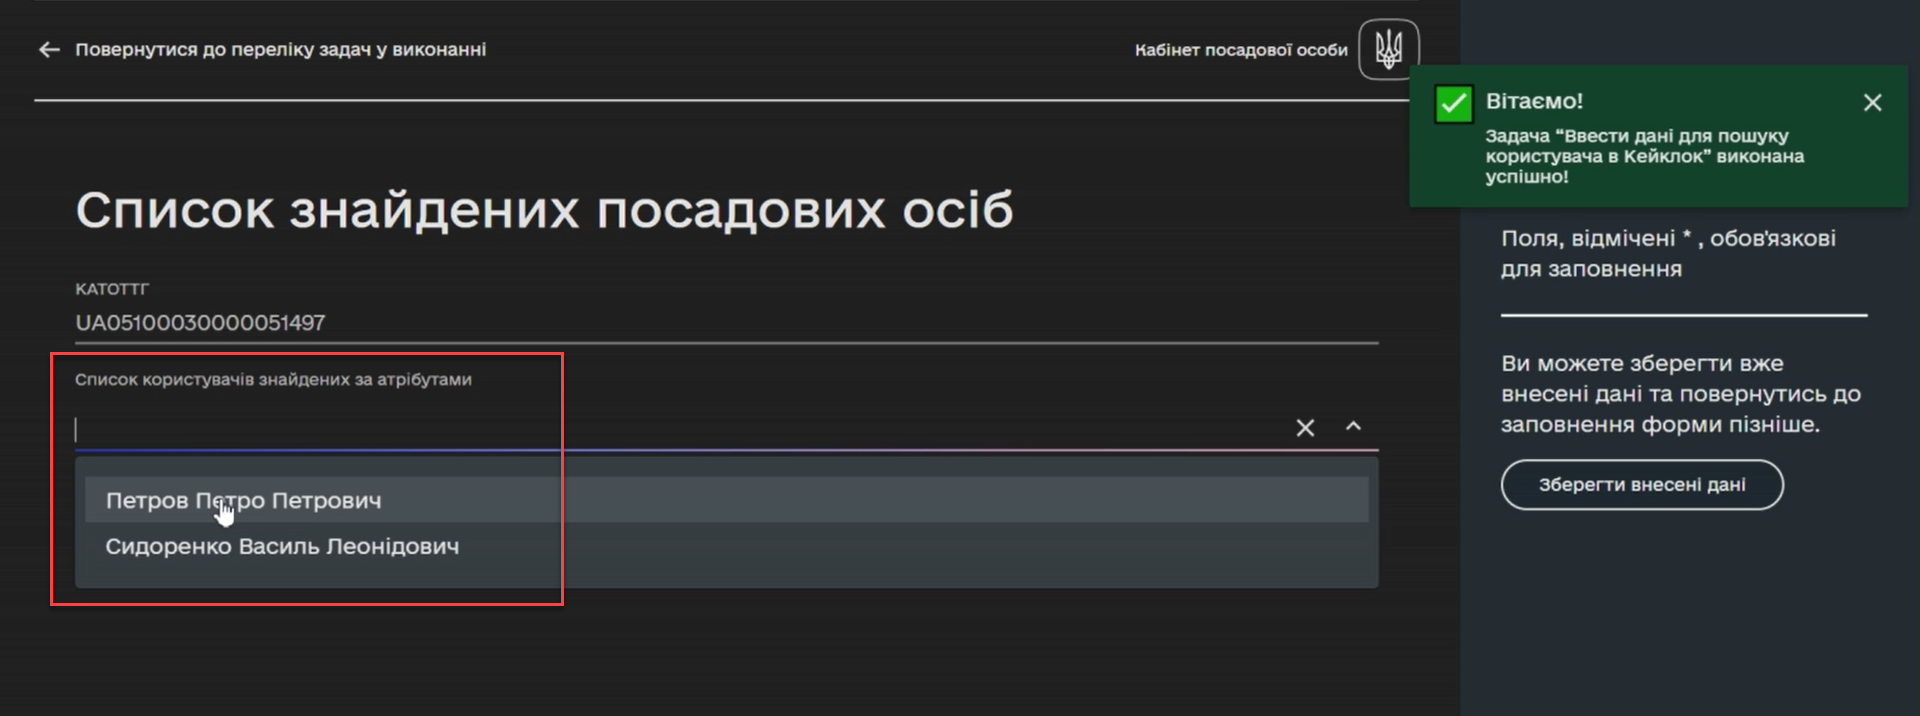 Повернутися до переліку задач у виконанні
Кабінет посадової особи
Вітаємо!
Задача “Ввести дані для пошуку
користувача в Кейклок” виконана
успішно!
Список знайдених посадових осіб
КАТОТТГ
UA05100030000051497
Список користувачів знайдених за атрібутами
Петров Петро Петрович
Сидоренко Василь Леонідович
Поля, відмічені * , обов'язкові
для заповнення
Ви можете зберегти вже
внесені дані та повернутись до
заповнення форми пізніше.
Зберегти внесені дані